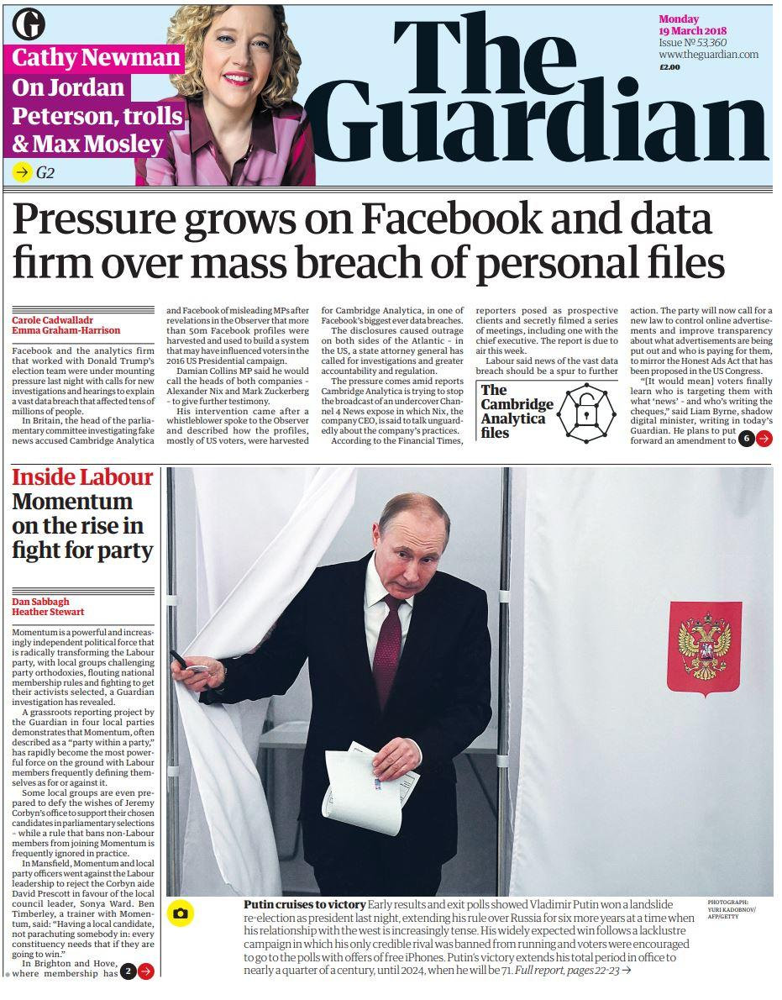 G
Cathy Newman
On Jordan
Peterson, trolls
& Max Mosley
G2
The
Guardian
Monday
19 March 2018
Issue № 53,360
www.theguardian.com
£2.00
Pressure grows on Facebook and data
firm over mass breach of personal files
Carole Cadwalladr
Emma Graham-Harrison
Facebook and the analytics firm
that worked with Donald Trump's
election team were under mounting
pressure last night with calls for new
investigations and hearings to explain
a vast data breach that affected tens of
millions of people.
In Britain, the head of the parlia-
mentary committee investigating fake
news accused Cambridge Analytica
and Facebook of misleading MPs after
revelations in the Observer that more
than 50m Facebook profiles were
harvested and used to build a system
that may have influenced voters in the
2016 US Presidential campaign.
Damian Collins MP said he would
call the heads of both companies –
Alexander Nix and Mark Zuckerberg
– to give further testimony.
His intervention came after a
whistleblower spoke to the Observer
and described how the profiles,
mostly of US voters, were harvested
for Cambridge Analytica, in one of
Facebook's biggest ever data breaches.
The disclosures caused outrage
on both sides of the Atlantic – in
the US, a state attorney general has
called for investigations and greater
accountability and regulation.
The pressure comes amid reports
Cambridge Analytica is trying to stop
the broadcast of an undercover Chan-
nel 4 News expose in which Nix, the
company CEO, is said to talk unguard-
edly about the company's practices.
According to the Financial Times,
reporters posed as prospective
clients and secretly filmed a
series of meetings, including
one with the
chief executive. The report is due to
air this week.
Labour said news of the vast data
breach should be a spur to further
The
Cambridge
Analytica
files
action. The party will now call for a
new law to control online advertise-
ments and improve transparency
about what advertisements are being
put out and who is paying for them,
to mirror the Honest Ads Act that has
been proposed in the US Congress.
"[It would mean] voters finally
learn who is targeting them with
what 'news' – and who's writing the
cheques," said Liam Byrne, shadow
digital minister, writing in today's
Guardian. He plans to put
forward an amendment to 6
Inside Labour
Momentum
on the rise in
fight for party
Dan Sabbagh
Heather Stewart
Momentum is a powerful and increas-
ingly independent political force that
is radically transforming the Labour
party, with local groups challenging
party orthodoxies, flouting national
membership rules and fighting to get
their activists selected, a Guardian
investigation has revealed.
A grassroots reporting project by
the Guardian in four local parties
demonstrates that Momentum, often
described as a "party within a party,"
has rapidly become the most power-
ful force on the ground with Labour
members frequently defining them-
selves as for or against it.
Some local groups are even pre-
pared to defy the wishes of Jeremy
Corbyn's office to support their chosen
candidates in parliamentary selections
– while a rule that bans non-Labour
members from joining Momentum is
frequently ignored in practice.
In Mansfield, Momentum and local
party officers went against the Labour
leadership to reject the Corbyn aide
David Prescott in favour of the local
council leader, Sonya Ward. Ben
Timberley, a trainer with Momen-
tum, said: "Having a local candidate,
not parachuting somebody in: every
constituency needs that if they are
going to win."
In Brighton and Hove,
where membership has 2
Putin cruises to victory Early results and exit polls showed Vladimir Putin won a landslide
re-election as president last night, extending his rule over Russia for six more years at a time when
his relationship with the west is increasingly tense. His widely expected win follows a lacklustre
campaign in which his only credible rival was banned from running and voters were encouraged
to go to the polls with offers of free iPhones. Putin's victory extends his total period in office to
nearly a quarter of a century, until 2024, when he will be 71. Full report, pages 22-23 →
PHOTOGRAPH:
YURI KADOBNOV/
AFP/GETTY